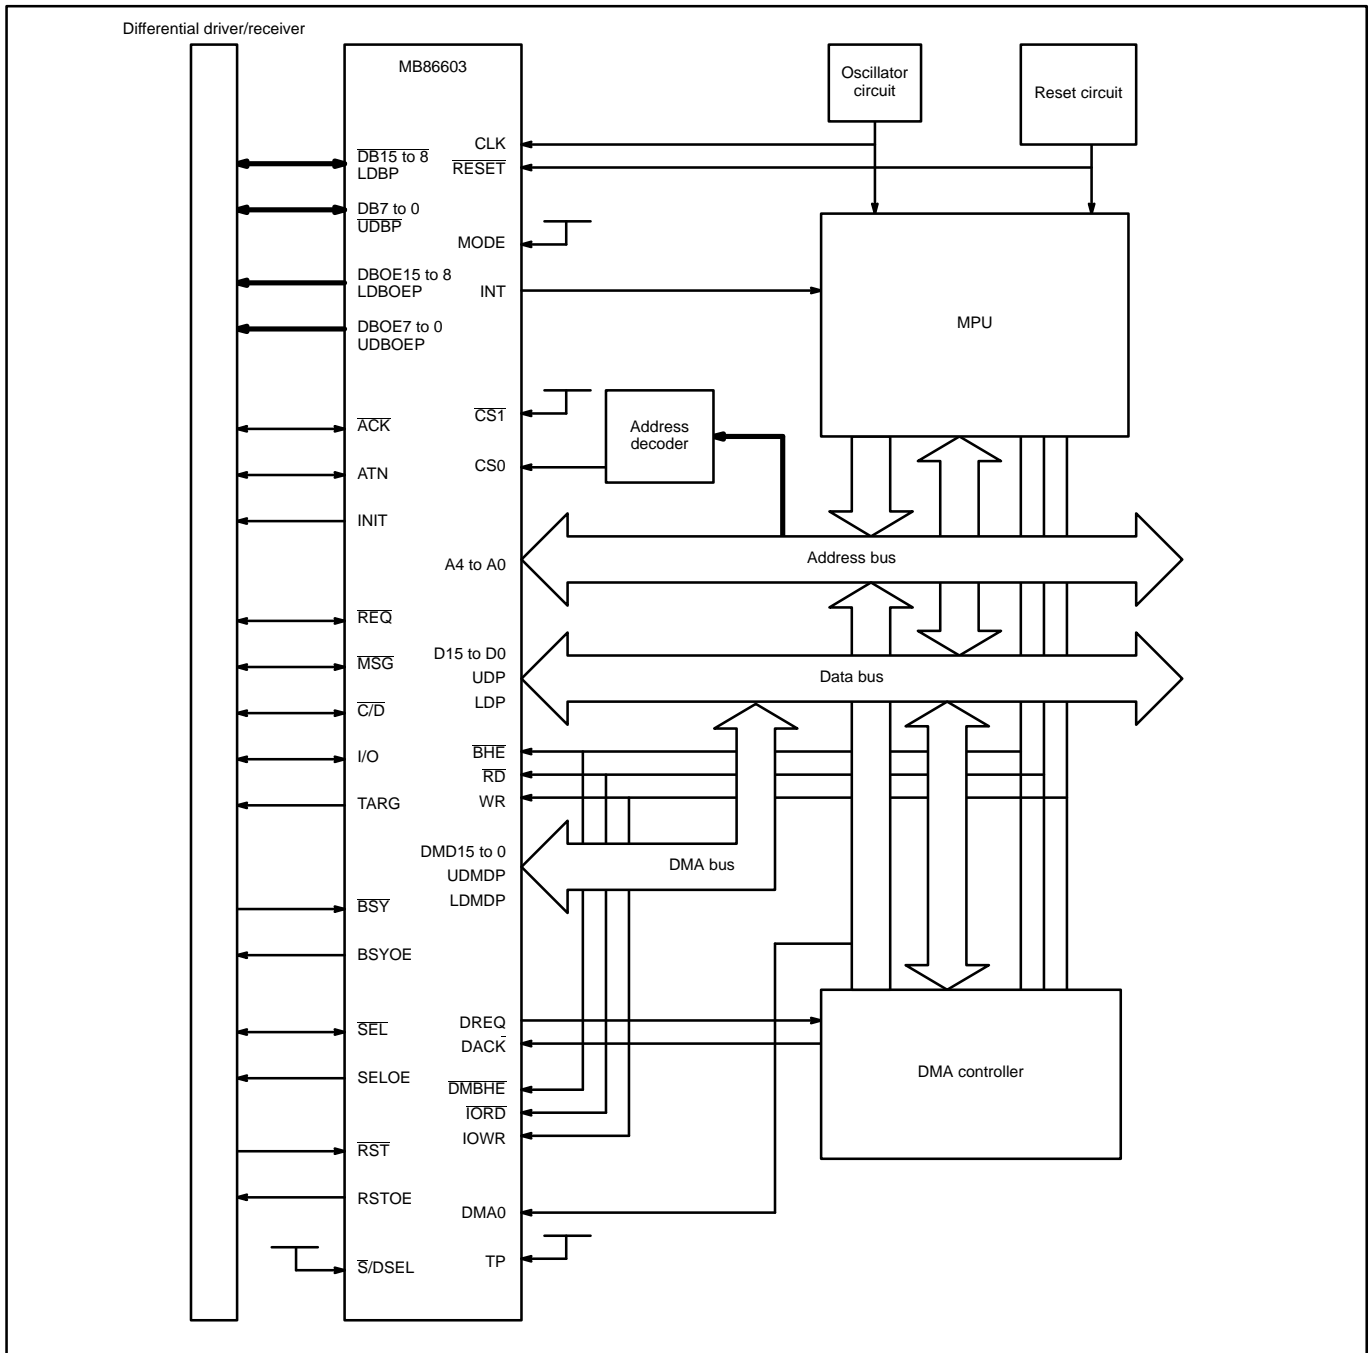 Differential driver/receiver
MB86603
Oscillator
circuit
Reset circuit
CLK
RESET
DB15 to 8
LDBP
DB7 to 0
UDBP
MODE
DBOE15 to 8
LDBOEP
INT
DBOE7 to 0
UDBOEP
MPU
CS1
ACK
Address
decoder
CS0
ATN
INIT
A4 to A0
Address bus
REQ
D15 to D0
MSG
UDP
Data bus
LDP
C/D
I/O
BHE
RD
TARG
WR
DMD15 to 0
DMA bus
UDMDP
LDMDP
BSY
BSYOE
SEL
DREQ
DACK
SELOE
DMBHE
DMA controller
IORD
IOWR
RST
RSTOE
DMA0
TP
S/DSEL